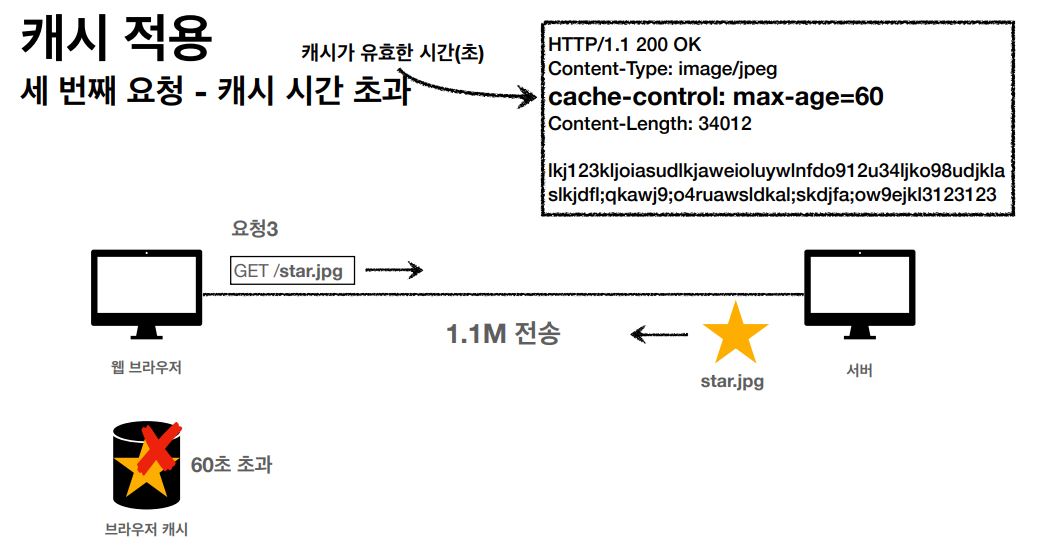 캐시 적용
세 번째 요청 - 캐시 시간 초과
캐시가 유효한 시간(초)
HTTP/1.1 200 OK
Content-Type: image/jpeg
cache-control: max-age=60
Content-Length: 34012
lkj123kljoiasudlkjaweioluywlnfdo912u34ljko98udjkla
slkjdfl;qkawj9;o4ruawsldkal;skdjfa;ow9ejkl3123123
요청3
GET /star.jpg
1.1M 전송
star.jpg
웹 브라우저
서버
60초 초과
브라우저 캐시